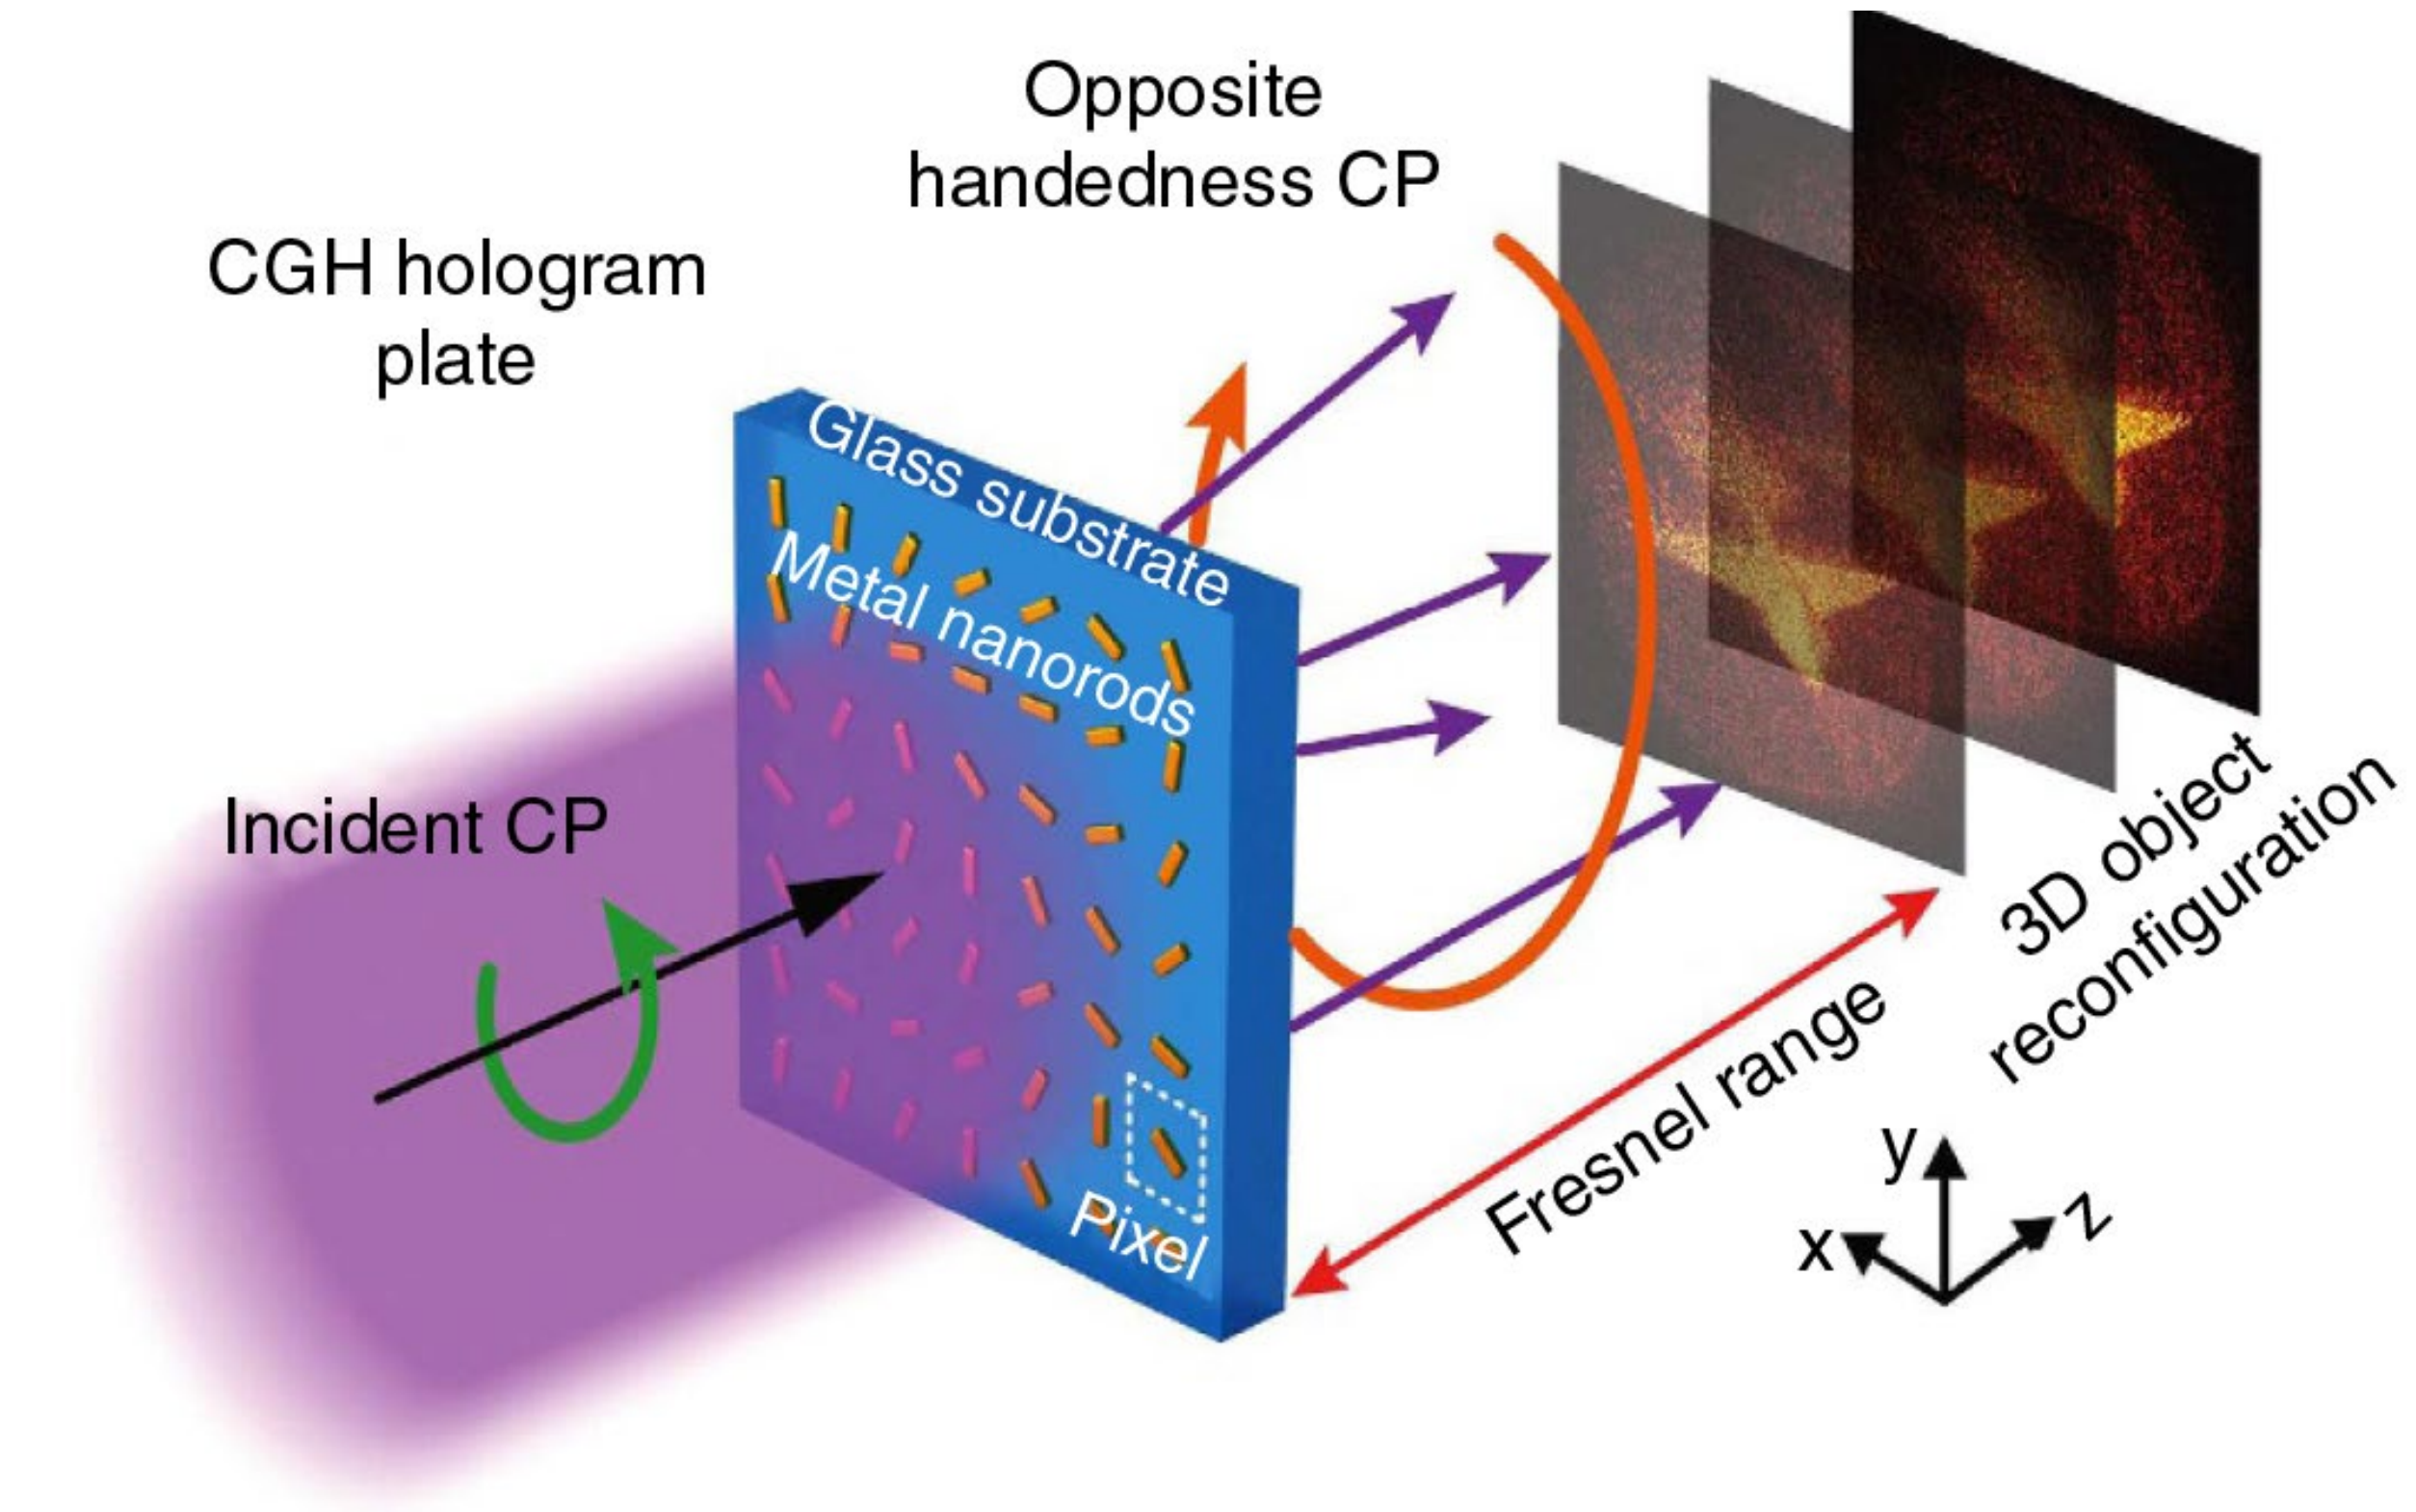 Opposite
handedness CP
CGH hologram
plate
Glass substrate
Metal nanorods
Incident CP
Pixel
Fresnel range
3D object
reconfiguration
y
x
z